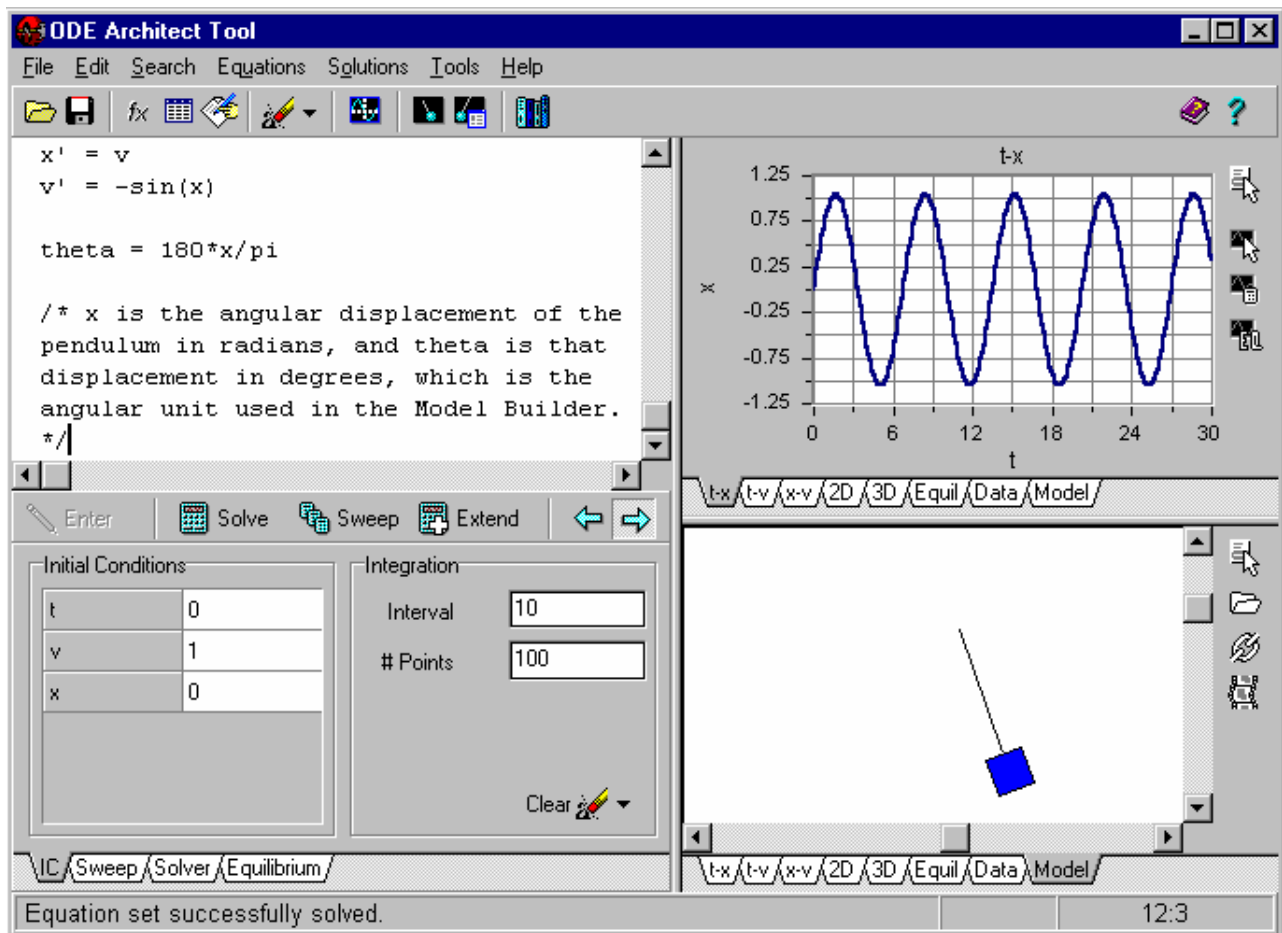 ODE Architect Tool
File Edit Search Equations Solutions Tools Help
fx
x' = v
v' = -sin(x)
theta = 180*x/pi
/* x is the angular displacement of the
pendulum in radians, and theta is that
displacement in degrees, which is the
angular unit used in the Model Builder.
*/
Enter Solve Sweep Extend
Initial Conditions
t 0
v 1
x 0
Integration
Interval 10
# Points 100
Clear
IC Sweep Solver Equilibrium
t-x
1.25
0.75
0.25
-0.25
-0.75
-1.25
x
0 6 12 18 24 30
t
t-x t-v x-v 2D 3D Equil Data Model
t-x t-v x-v 2D 3D Equil Data Model
Equation set successfully solved. 12:3